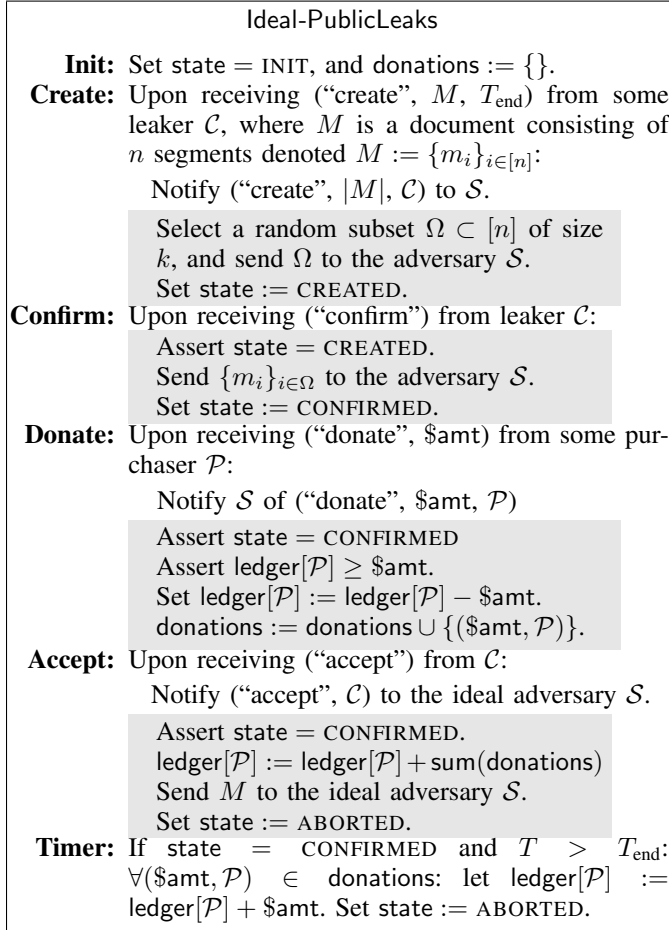 Ideal-PublicLeaks
Init: Set state = INIT, and donations := {}.
Create: Upon receiving (“create”, M, T_end) from some
leaker 𝒞, where M is a document consisting of
n segments denoted M := {m_i}_{i∈[n]}:
Notify (“create”, |M|, 𝒞) to 𝒮.
Select a random subset Ω ⊂ [n] of size
k, and send Ω to the adversary 𝒮.
Set state := CREATED.
Confirm: Upon receiving (“confirm”) from leaker 𝒞:
Assert state = CREATED.
Send {m_i}_{i∈Ω} to the adversary 𝒮.
Set state := CONFIRMED.
Donate: Upon receiving (“donate”, $amt) from some pur-
chaser 𝒫:
Notify 𝒮 of (“donate”, $amt, 𝒫)
Assert state = CONFIRMED
Assert ledger[𝒫] ≥ $amt.
Set ledger[𝒫] := ledger[𝒫] − $amt.
donations := donations ∪ {($amt, 𝒫)}.
Accept: Upon receiving (“accept”) from 𝒞:
Notify (“accept”, 𝒞) to the ideal adversary 𝒮.
Assert state = CONFIRMED.
ledger[𝒫] := ledger[𝒫] + sum(donations)
Send M to the ideal adversary 𝒮.
Set state := ABORTED.
Timer: If state = CONFIRMED and T > T_end:
∀($amt, 𝒫) ∈ donations: let ledger[𝒫] :=
ledger[𝒫] + $amt. Set state := ABORTED.